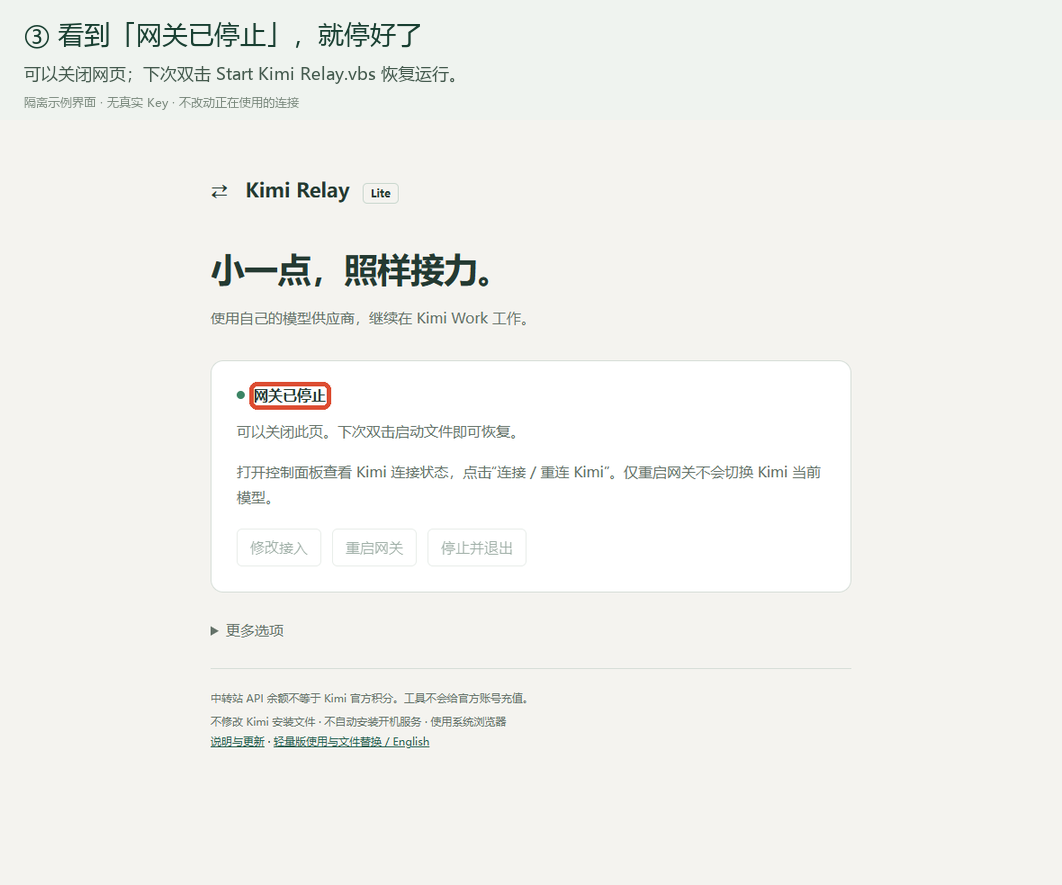 ③ 看到「网关已停止」，就停好了
可以关闭网页；下次双击 Start Kimi Relay.vbs 恢复运行。
隔离示例界面 · 无真实 Key · 不改动正在使用的连接
⇄ Kimi Relay Lite
小一点，照样接力。
使用自己的模型供应商，继续在 Kimi Work 工作。
网关已停止
可以关闭此页。下次双击启动文件即可恢复。
打开控制面板查看 Kimi 连接状态，点击“连接 / 重连 Kimi”。仅重启网关不会切换 Kimi 当前
模型。
修改接入 重启网关 停止并退出
更多选项
中转站 API 余额不等于 Kimi 官方积分。工具不会给官方账号充值。
不修改 Kimi 安装文件 · 不自动安装开机服务 · 使用系统浏览器
说明与更新 · 轻量版使用与文件替换 / English